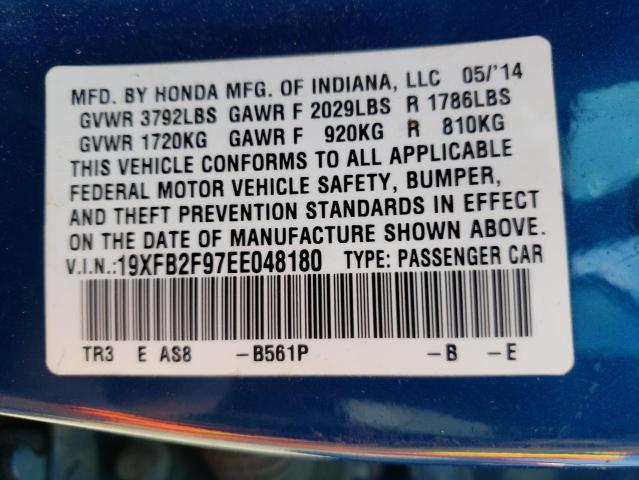 MFD. BY HONDA MFG. OF INDIANA, LLC 05/'14
GVWR 3792LBS GAWR F 2029LBS R 1786LBS
GVWR 1720KG GAWR F 920KG R 810KG
THIS VEHICLE CONFORMS TO ALL APPLICABLE
FEDERAL MOTOR VEHICLE SAFETY, BUMPER,
AND THEFT PREVENTION STANDARDS IN EFFECT
ON THE DATE OF MANUFACTURE SHOWN ABOVE.
V.I.N.:19XFB2F97EE048180 TYPE: PASSENGER CAR
TR3 E AS8 -B561P -B -E